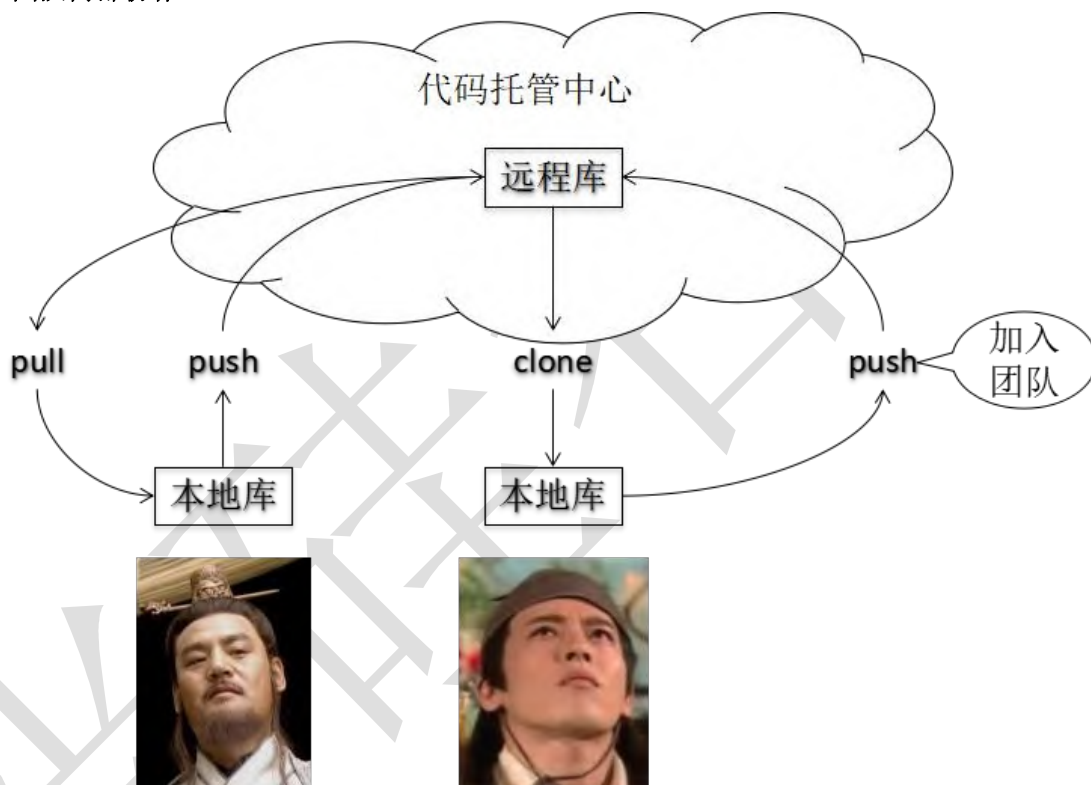 代码托管中心
远程库
pull
push
clone
push
加入
团队
本地库
本地库